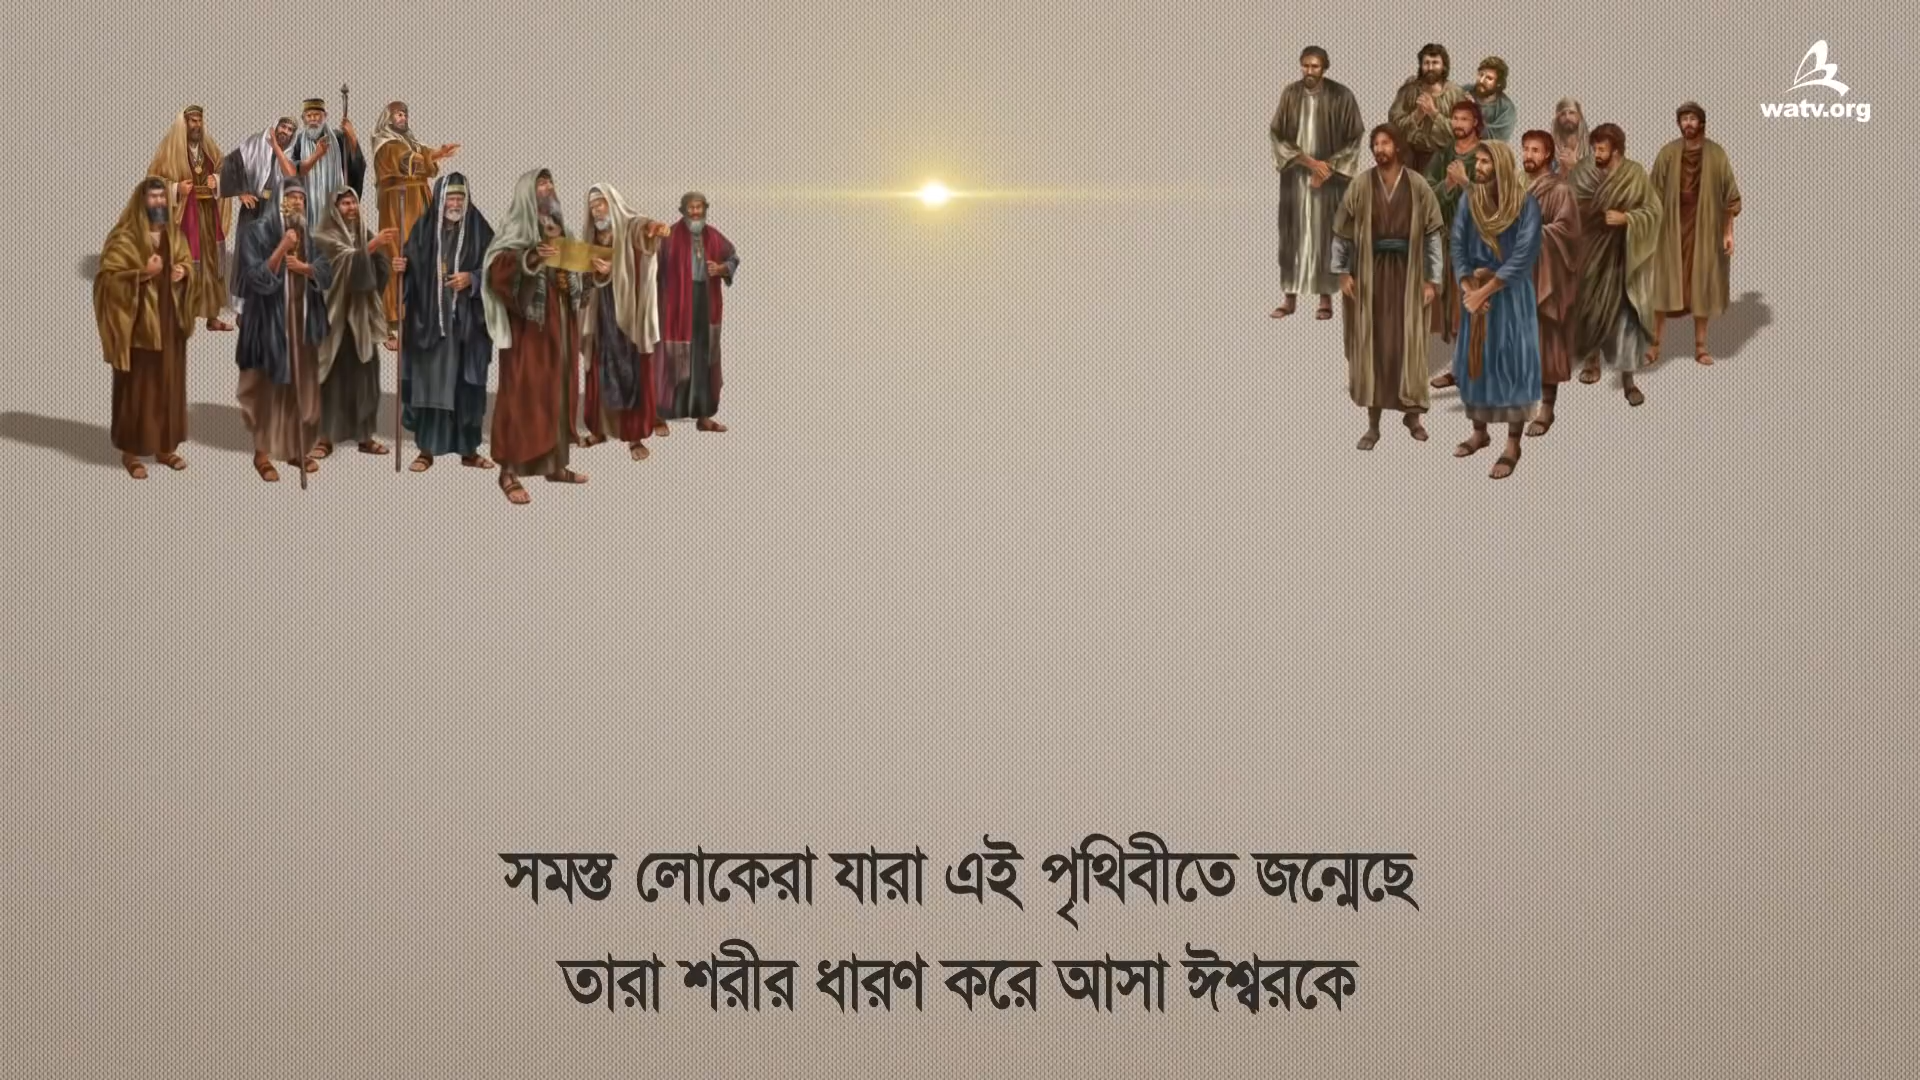 watv.org
সমস্ত লোকেরা যারা এই পৃথিবীতে জন্মেছে
তারা শরীর ধারণ করে আসা ঈশ্বরকে